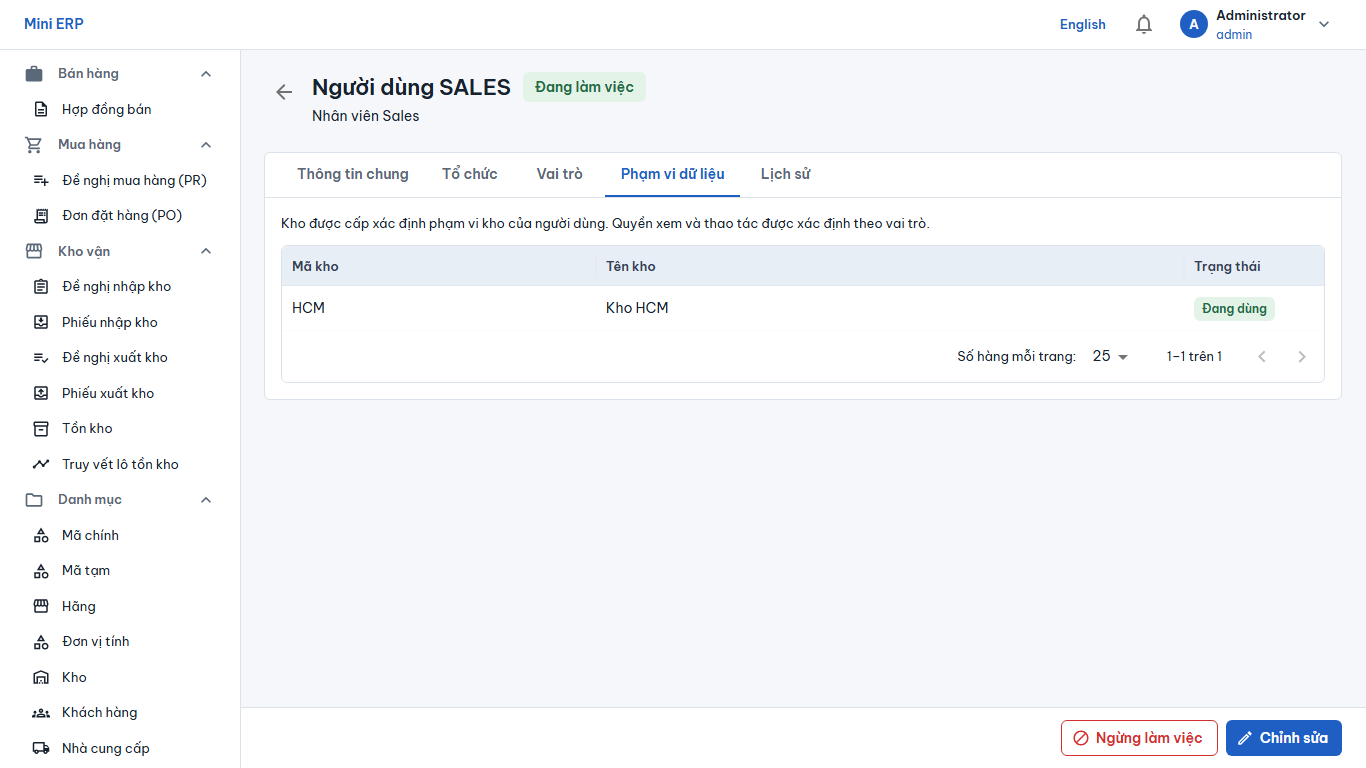 Mini ERP
English
A
Administrator
admin
Bán hàng
Hợp đồng bán
Mua hàng
Đề nghị mua hàng (PR)
Đơn đặt hàng (PO)
Kho vận
Đề nghị nhập kho
Phiếu nhập kho
Đề nghị xuất kho
Phiếu xuất kho
Tồn kho
Truy vết lô tồn kho
Danh mục
Mã chính
Mã tạm
Hãng
Đơn vị tính
Kho
Khách hàng
Nhà cung cấp
Người dùng SALES
Đang làm việc
Nhân viên Sales
Thông tin chung
Tổ chức
Vai trò
Phạm vi dữ liệu
Lịch sử
Kho được cấp xác định phạm vi kho của người dùng. Quyền xem và thao tác được xác định theo vai trò.
Mã kho
Tên kho
Trạng thái
HCM
Kho HCM
Đang dùng
Số hàng mỗi trang:
25
1–1 trên 1
Ngừng làm việc
Chỉnh sửa